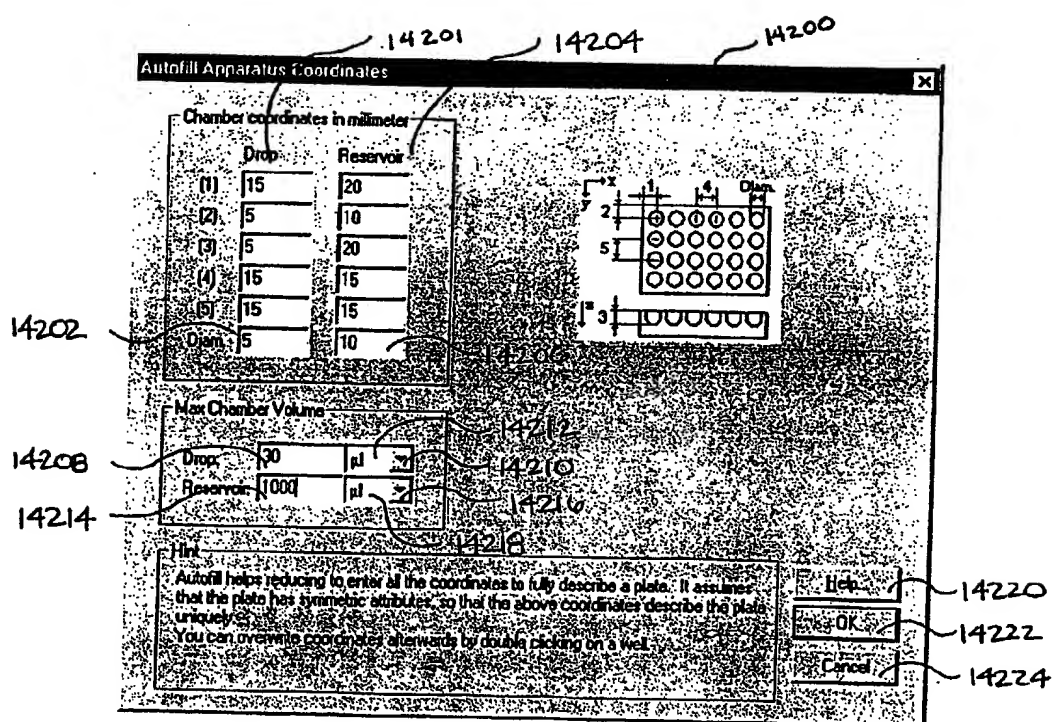 14201 14204 14200
Autofill Apparatus Coordinates
Chamber coordinates in millimeter
Drop Reservoir
(1) 15 20
(2) 5 10
(3) 5 20
(4) 15 15
(5) 15 15
Diam. 5 10
14202 14206
x 1 4 Diam.
y 2
5
z 3
Max Chamber Volume
14212
14208 Drop: 30 µl 14210
Reservoir: 1000 µl 14216
14214 14218
Hint
Autofill helps reducing to enter all the coordinates to fully describe a plate. It assumes
that the plate has symmetric attributes, so that the above coordinates describe the plate
uniquely.
You can overwrite coordinates afterwards by double clicking on a well.
Help... 14220
OK 14222
Cancel 14224